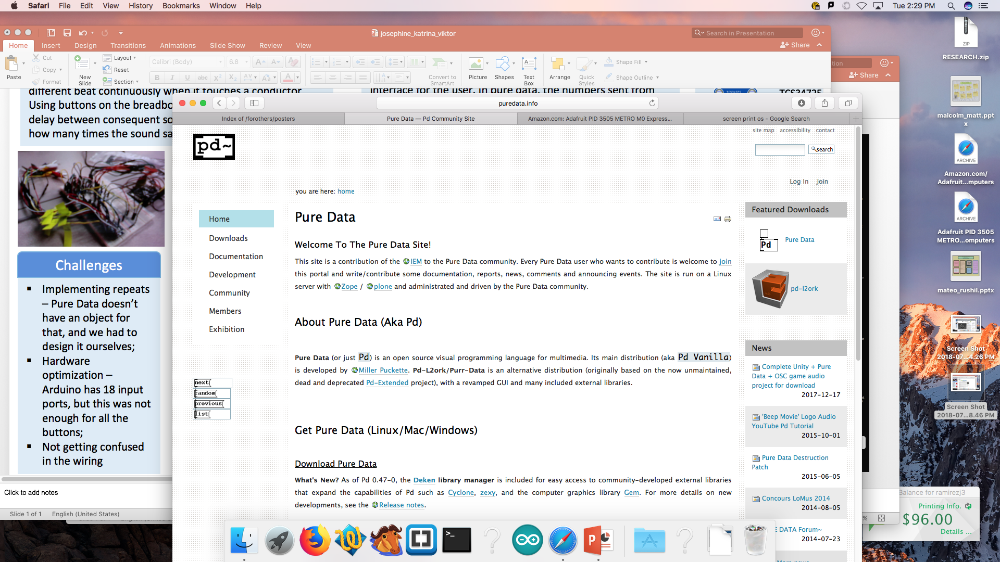 Safari File Edit View History Bookmarks Window Help
Tue 2:29 PM
josephine_katrina_viktor
Search in Presentation
Home Insert Design Transitions Animations Slide Show Review View
Share
Paste
Cut
Copy
Format
New Slide
Layout
Reset
Section
Calibri (Body) 6.8
Convert to SmartArt
Picture
Shapes
Text Box
Arrange
Quick Styles
Shape Fill
Shape Outline
Share
different beat continuously when it touches a conductor.
Using buttons on the breadbo
delay between consequent so
how many times the sound sa
interface for the user. In pure data, the numbers sent from
TCS34725
Challenges
Implementing repeats
– Pure Data doesn’t
have an object for
that, and we had to
design it ourselves;
Hardware
optimization –
Arduino has 18 input
ports, but this was not
enough for all the
buttons;
Not getting confused
in the wiring
Click to add notes
Slide 1 of 1 English (United States)
puredata.info
Index of /forothers/posters
Pure Data — Pd Community Site
Amazon.com: Adafruit PID 3505 METRO M0 Express...
screen print os - Google Search
site map accessibility contact
pd~
search
Log In Join
you are here: home
Home
Downloads
Documentation
Development
Community
Members
Exhibition
next
random
previous
list
Pure Data
Welcome To The Pure Data Site!
This site is a contribution of the IEM to the Pure Data community. Every Pure Data user who wants to contribute is welcome to join
this portal and write/contribute some documentation, reports, news, comments and announcing events. The site is run on a Linux
server with Zope / plone and administrated and driven by the Pure Data community.
About Pure Data (Aka Pd)
Pure Data (or just Pd) is an open source visual programming language for multimedia. Its main distribution (aka Pd Vanilla)
is developed by Miller Puckette. Pd-L2ork/Purr-Data is an alternative distribution (originally based on the now unmaintained,
dead and deprecated Pd-Extended project), with a revamped GUI and many included external libraries.
Get Pure Data (Linux/Mac/Windows)
Download Pure Data
What's New? As of Pd 0.47-0, the Deken library manager is included for easy access to community-developed external libraries
that expand the capabilities of Pd such as Cyclone, zexy, and the computer graphics library Gem. For more details on new
developments, see the Release notes.
Featured Downloads
Pd
Pure Data
pd-l2ork
News
Complete Unity + Pure
Data + OSC game audio
project for download
2017-12-17
'Beep Movie' Logo Audio
YouTube Pd Tutorial
2015-10-01
Pure Data Destruction
Patch
2015-06-05
Concours LoMus 2014
2014-08-05
E DATA Forum~
2014-07-23
ZIP
RESEARCH.zip
malcolm_matt.ppt
x
ARCHIVE
Amazon.com/
Adafruit...mputers
ARCHIVE
Adafruit PID 3505
METRO...omputers
mateo_rushil.pptx
Screen Shot
2018-07...4.26 PM
Screen Shot
2018-07...8.46 PM
Balance for ramirezj3
Printing Info.
$96.00
Details ...